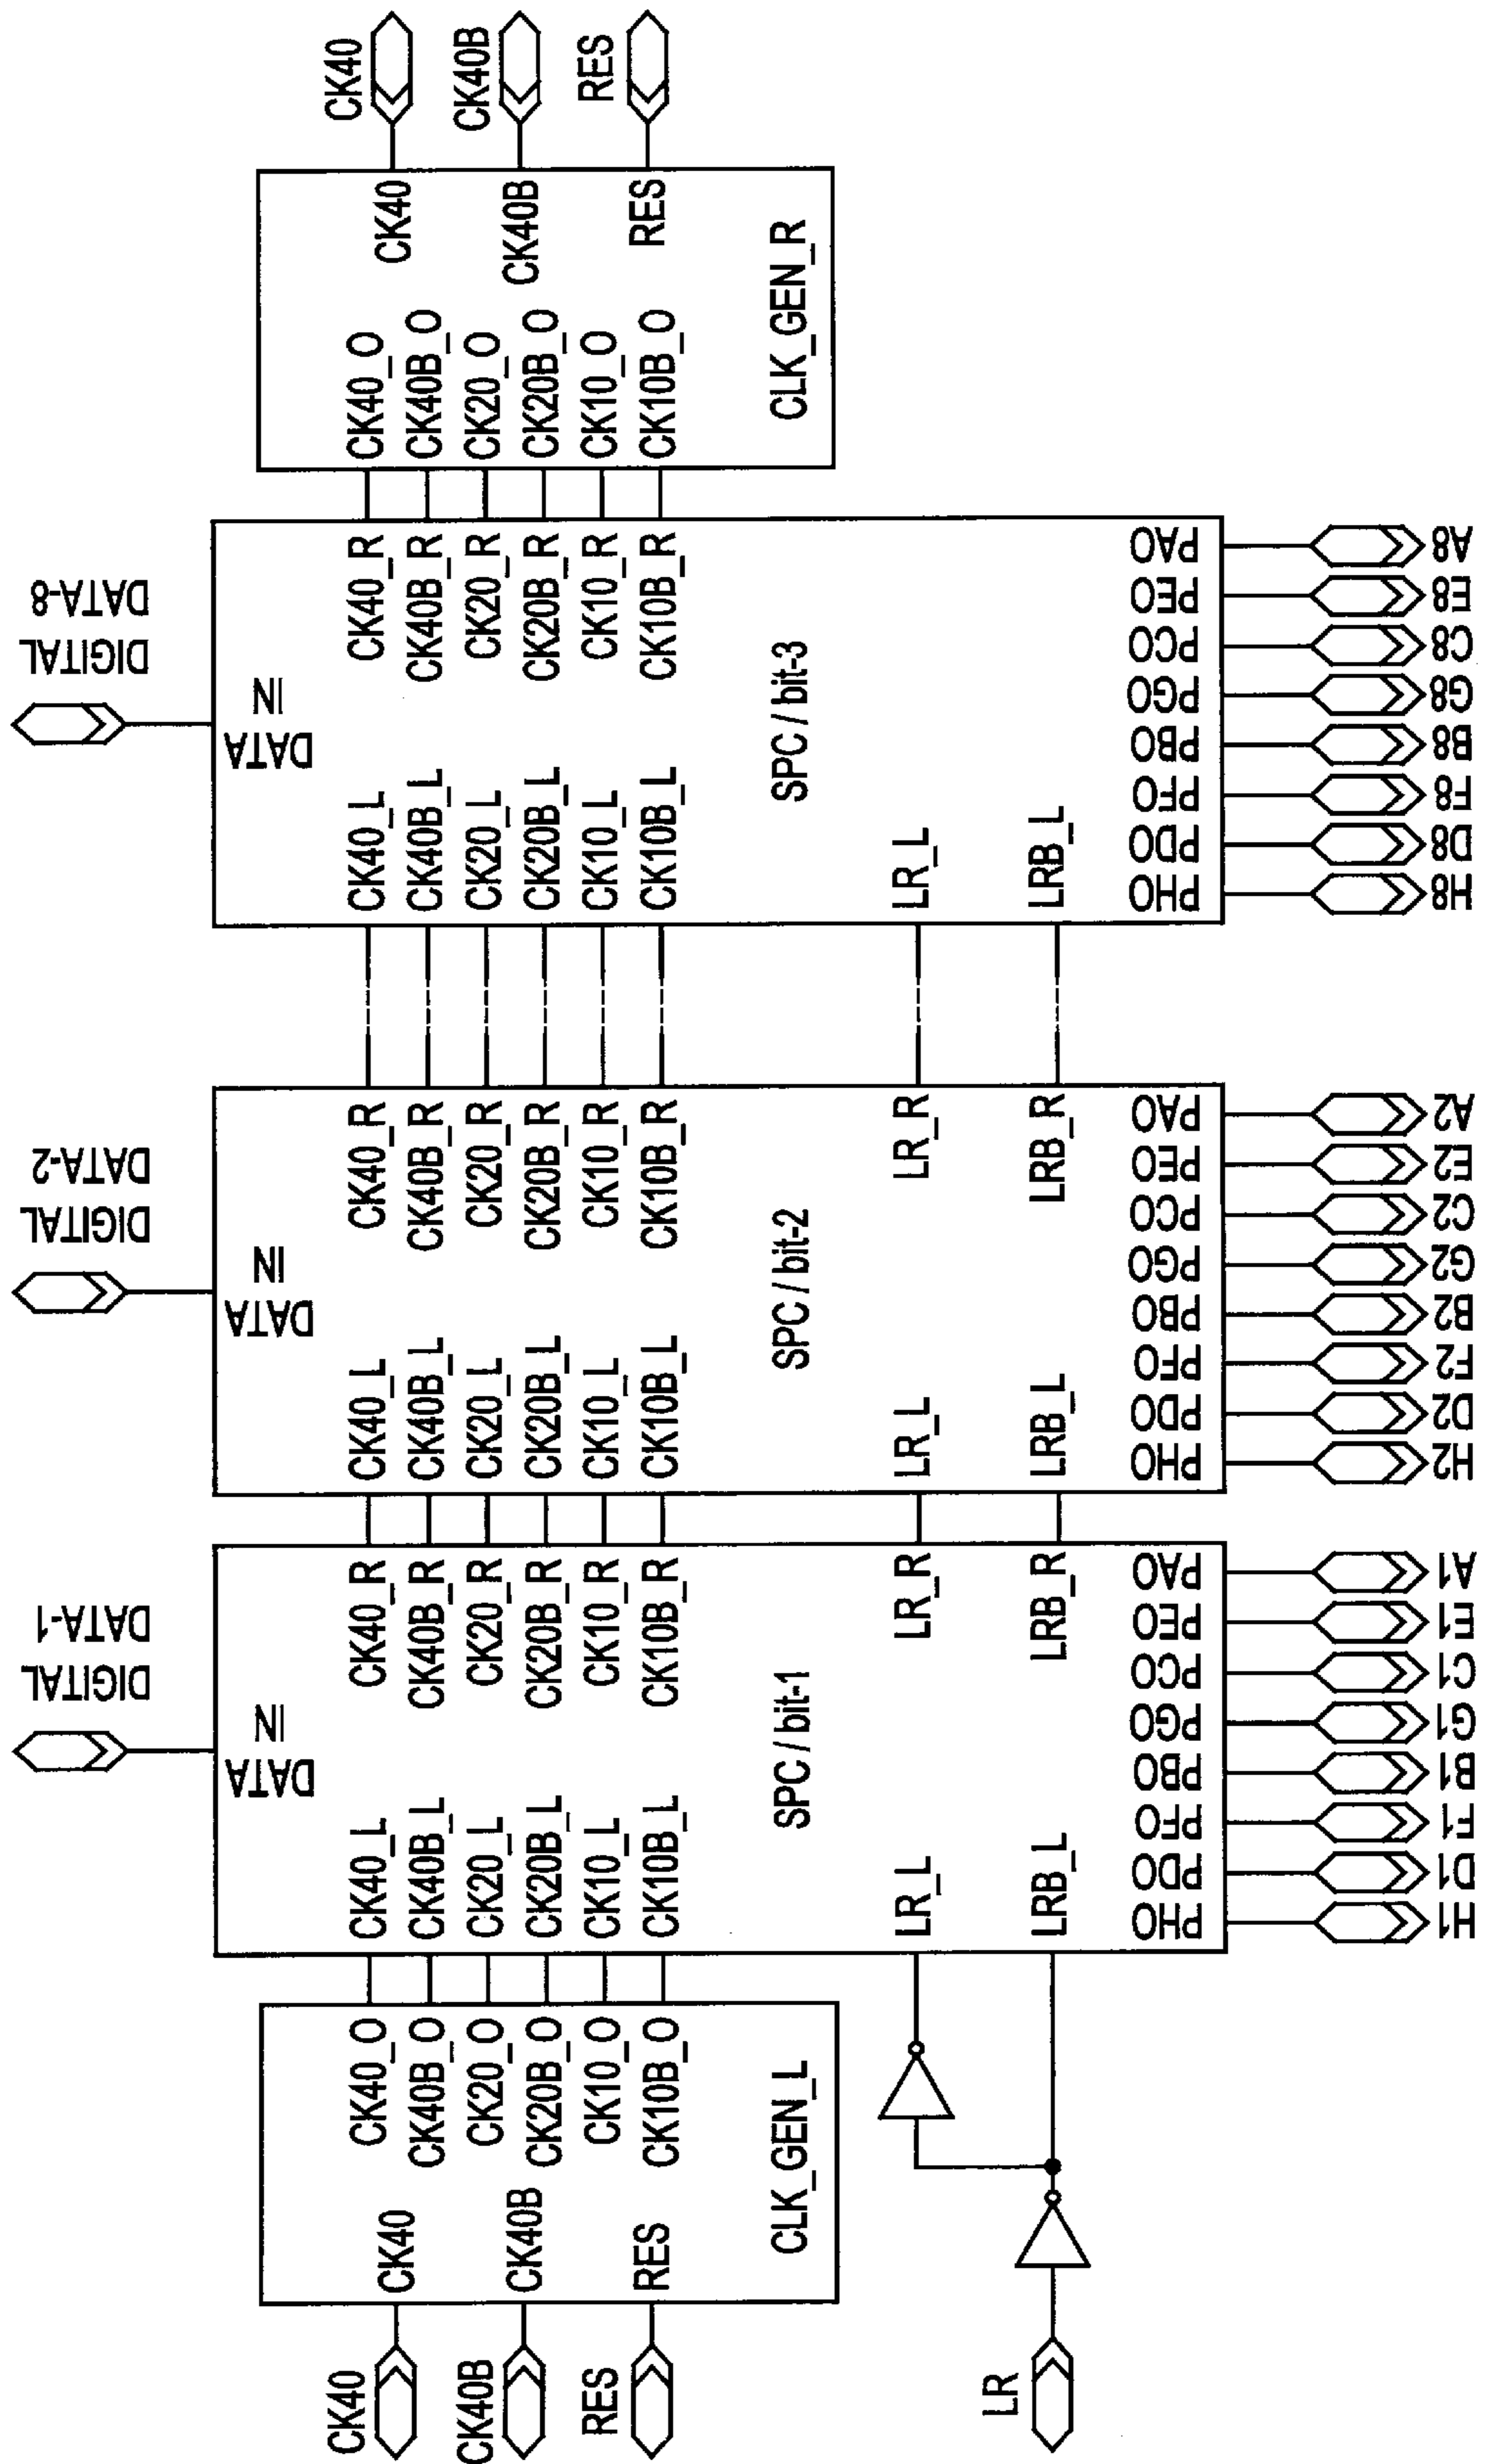 CK40
CK40B
RES
CK40
CK40B
RES
CK40_O
CK40B_O
CK20_O
CK20B_O
CK10_O
CK10B_O
CLK_GEN_L
LR
DIGITAL
DATA-1
DATA
IN
CK40_L
CK40B_L
CK20_L
CK20B_L
CK10_L
CK10B_L
CK40_R
CK40B_R
CK20_R
CK20B_R
CK10_R
CK10B_R
SPC / bit-1
LR_L
LRB_L
LR_R
LRB_R
PHO
PDO
PFO
PBO
PGO
PCO
PEO
PAO
H1
D1
F1
B1
G1
C1
E1
A1
DIGITAL
DATA-2
DATA
IN
CK40_L
CK40B_L
CK20_L
CK20B_L
CK10_L
CK10B_L
CK40_R
CK40B_R
CK20_R
CK20B_R
CK10_R
CK10B_R
SPC / bit-2
LR_L
LRB_L
LR_R
LRB_R
PHO
PDO
PFO
PBO
PGO
PCO
PEO
PAO
H2
D2
F2
B2
G2
C2
E2
A2
DIGITAL
DATA-8
DATA
IN
CK40_L
CK40B_L
CK20_L
CK20B_L
CK10_L
CK10B_L
CK40_R
CK40B_R
CK20_R
CK20B_R
CK10_R
CK10B_R
SPC / bit-3
LR_L
LRB_L
PHO
PDO
PFO
PBO
PGO
PCO
PEO
PAO
H8
D8
F8
B8
G8
C8
E8
A8
CK40_O
CK40B_O
CK20_O
CK20B_O
CK10_O
CK10B_O
CK40
CK40B
RES
CLK_GEN_R
CK40
CK40B
RES